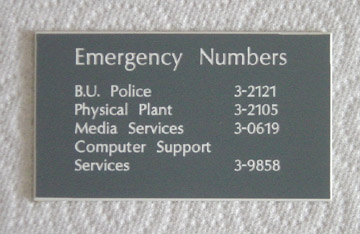 Emergency Numbers
B.U. Police 3-2121
Physical Plant 3-2105
Media Services 3-0619
Computer Support
Services 3-9858